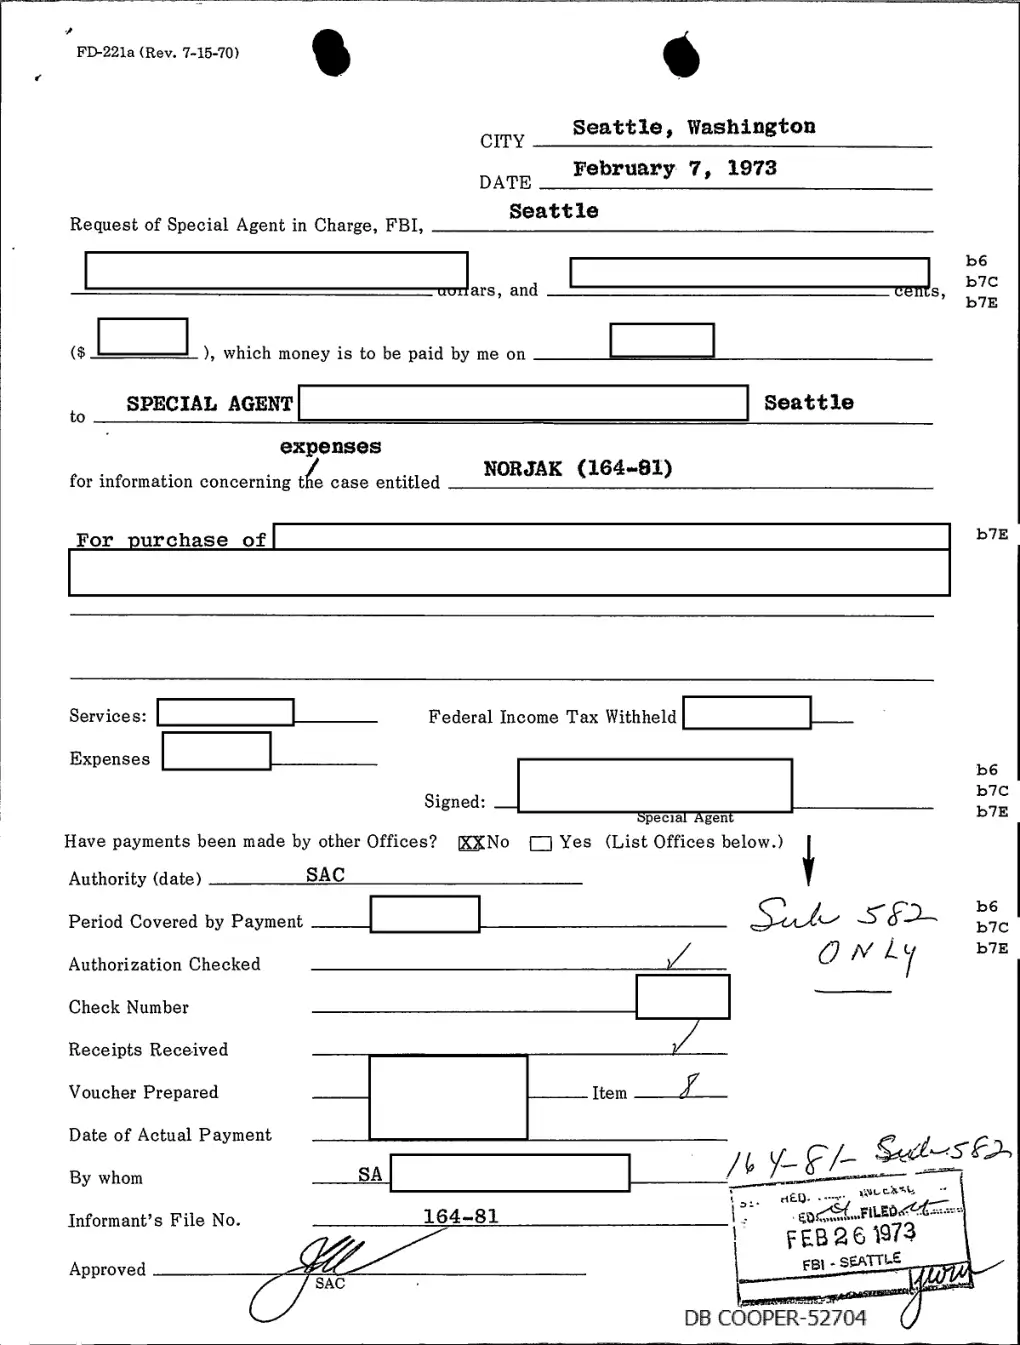 FD-221a (Rev. 7-15-70)
CITY Seattle, Washington
DATE February 7, 1973
Request of Special Agent in Charge, FBI, Seattle
b6
b7C
b7E
dollars, and cents,
($ ), which money is to be paid by me on
to SPECIAL AGENT Seattle
expenses
for information concerning / the case entitled NORJAK (164-81)
For purchase of
b7E
Services: Federal Income Tax Withheld
Expenses
b6
b7C
b7E
Signed:
Special Agent
Have payments been made by other Offices? XX No Yes (List Offices below.)
Authority (date) SAC
Period Covered by Payment
Sub 582
ONLY
b6
b7C
b7E
Authorization Checked ✓
Check Number
Receipts Received ✓
Voucher Prepared Item 8
Date of Actual Payment
164-81-Sub 582
By whom SA
Informant's File No. 164-81
FILED
FEB 26 1973
FBI - SEATTLE
Approved
SAC
DB COOPER-52704